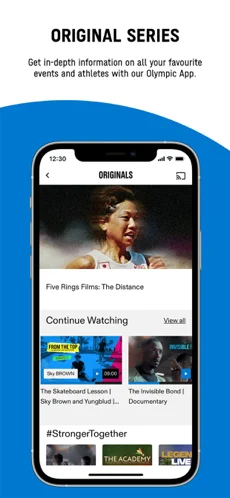 ORIGINAL SERIES
Get in-depth information on all your favourite
events and athletes with our Olympic App.
12:30
ORIGINALS
Five Rings Films: The Distance
Continue Watching
View all
FROM THE TOP
Sky BROWN
09:00
INVISIBLE
The Skateboard Lesson |
Sky Brown and Yungblud |...
The Invisible Bond |
Documentary
#StrongerTogether
THE ACADEMY
LEGEN
LIVE